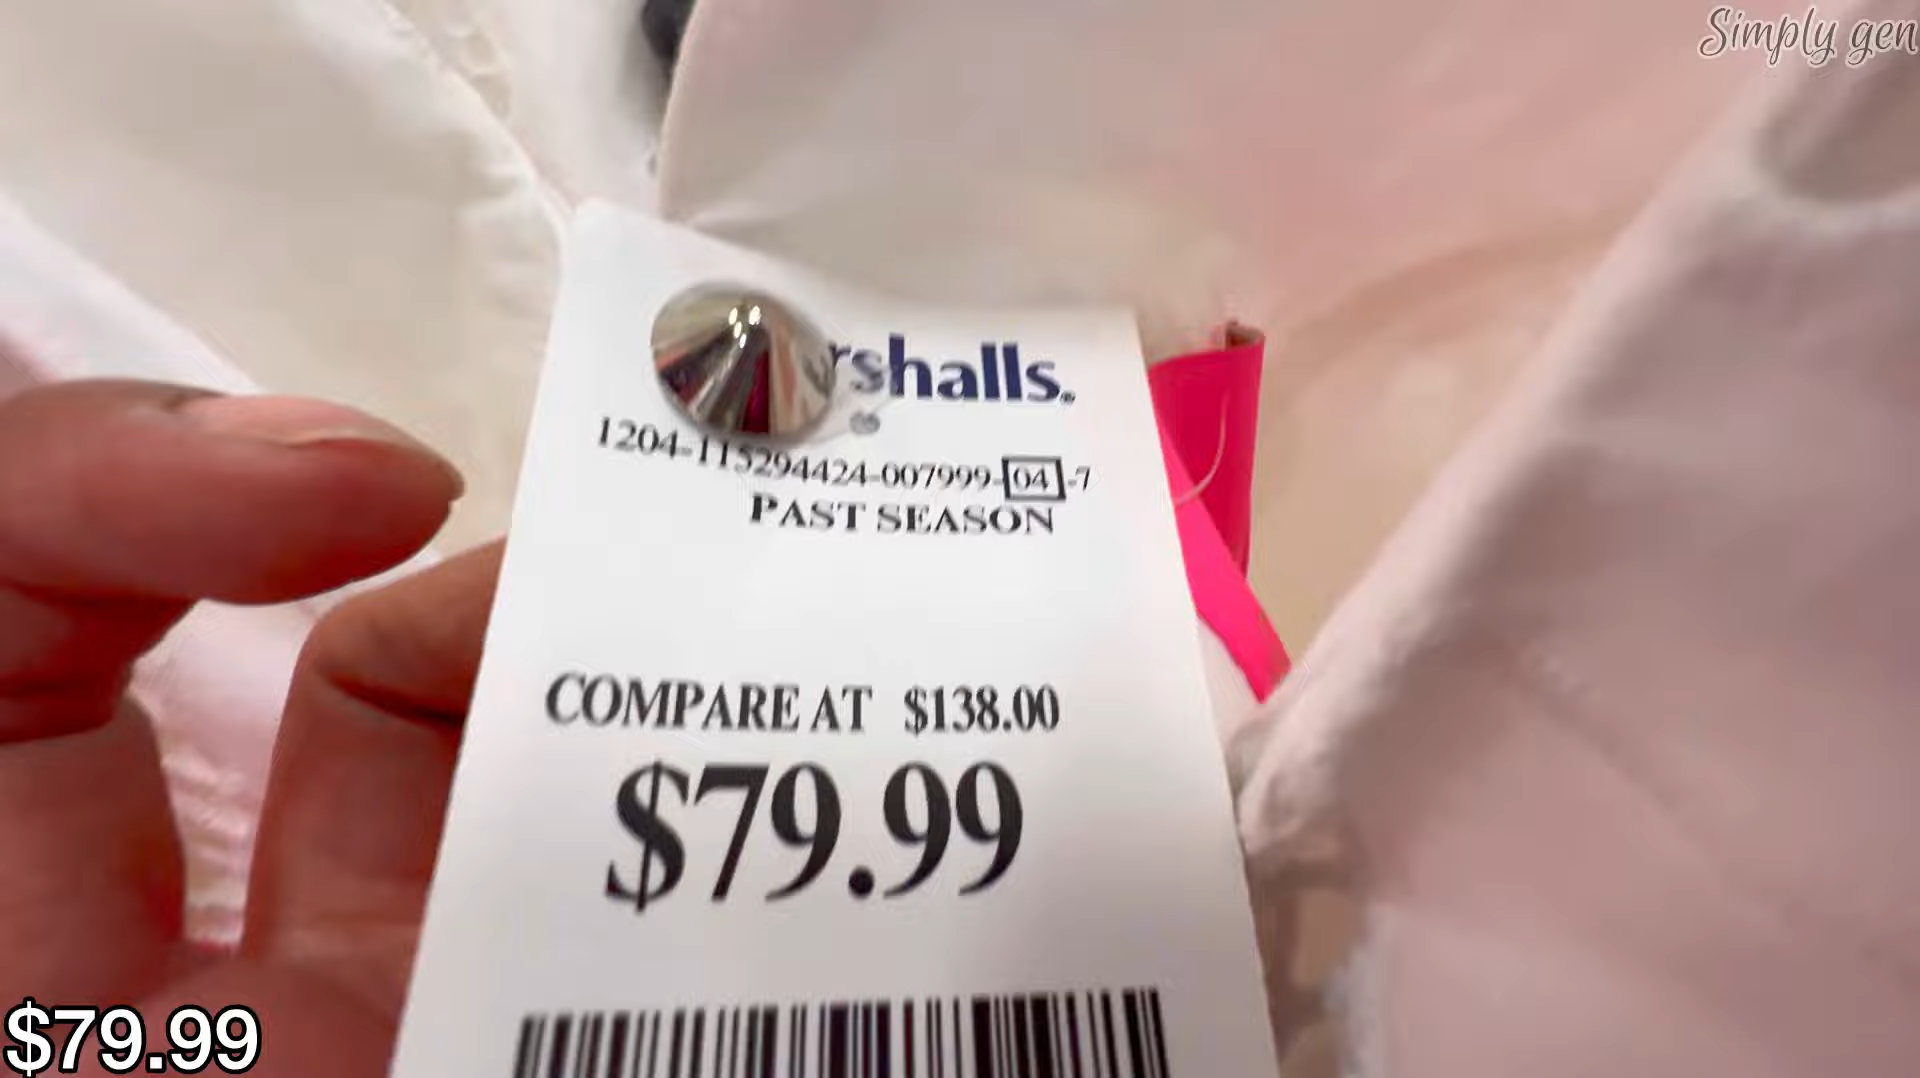 Simply gen
rshalls.
1204-115294424-007999-04-7
PAST SEASON
COMPARE AT $138.00
$79.99
$79.99